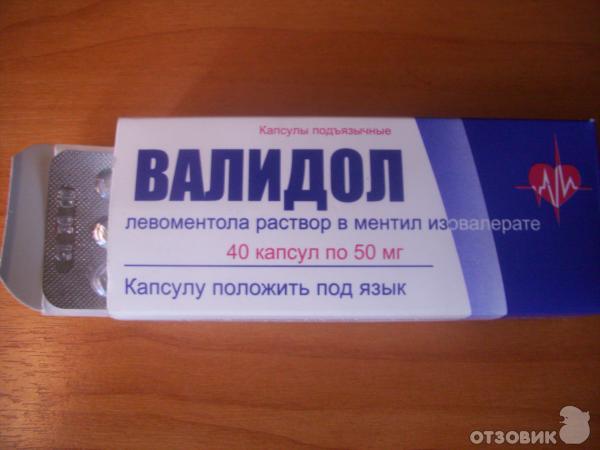 Капсулы подъязычные
ВАЛИДОЛ
левоментола раствор в ментил изовалерате
40 капсул по 50 мг
Капсулу положить под язык
ОТЗОВИК